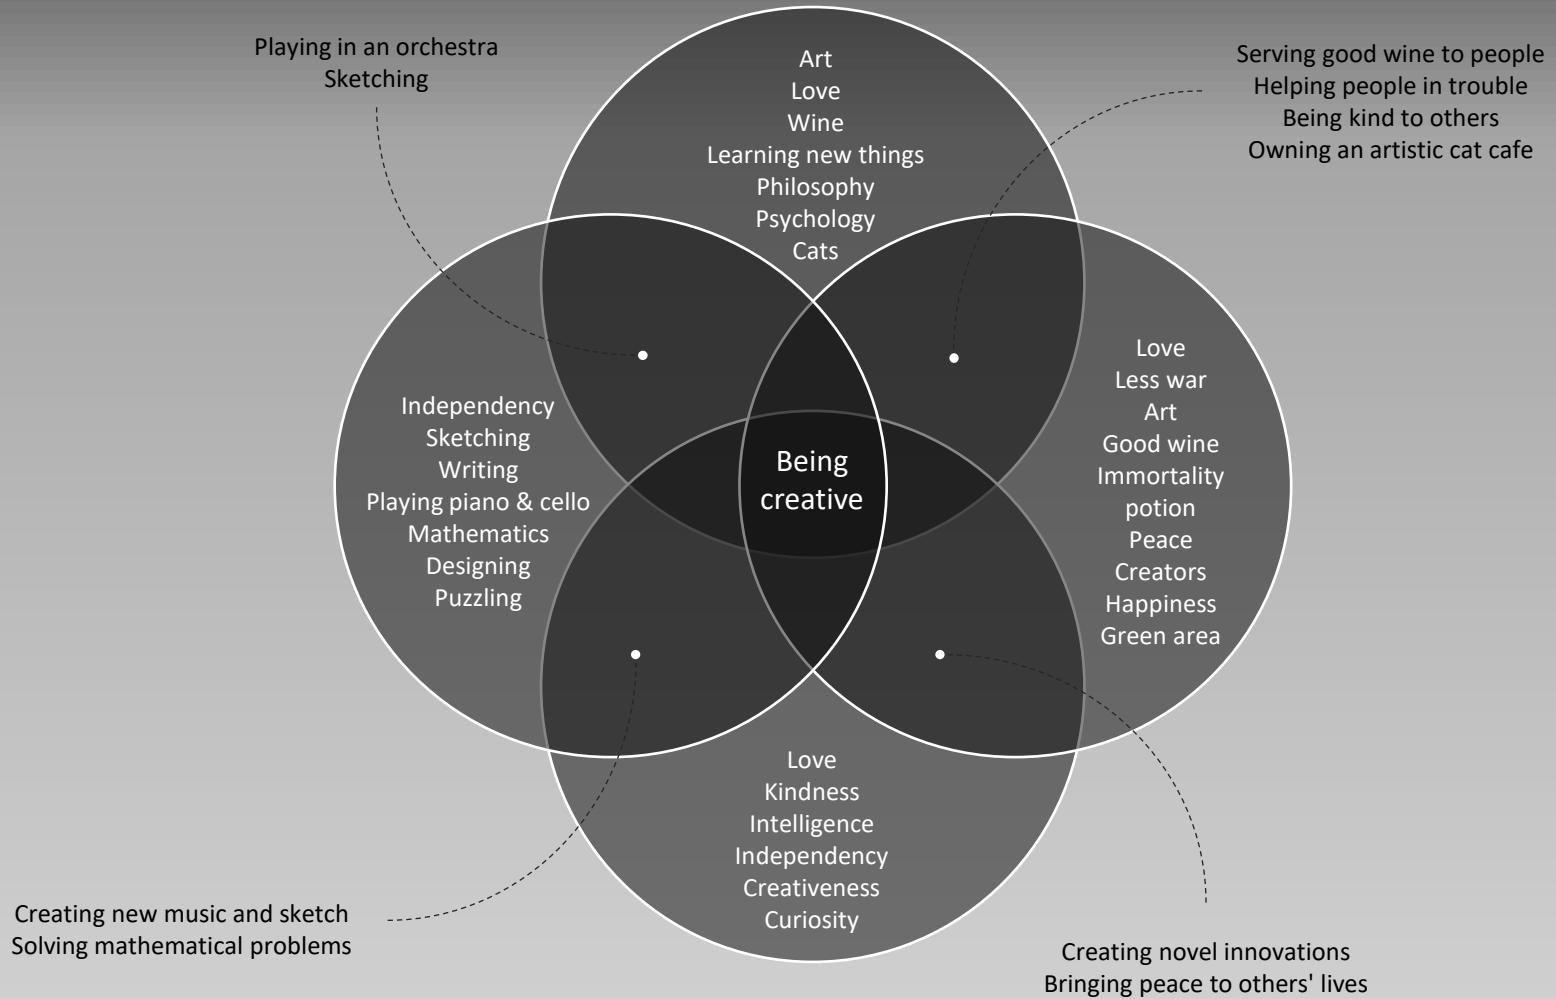 Playing in an orchestra
Sketching
Art
Love
Wine
Learning new things
Philosophy
Psychology
Cats
Serving good wine to people
Helping people in trouble
Being kind to others
Owning an artistic cat cafe
Independency
Sketching
Writing
Playing piano & cello
Mathematics
Designing
Puzzling
Being
creative
Love
Less war
Art
Good wine
Immortality
potion
Peace
Creators
Happiness
Green area
Love
Kindness
Intelligence
Independency
Creativeness
Curiosity
Creating new music and sketch
Solving mathematical problems
Creating novel innovations
Bringing peace to others' lives